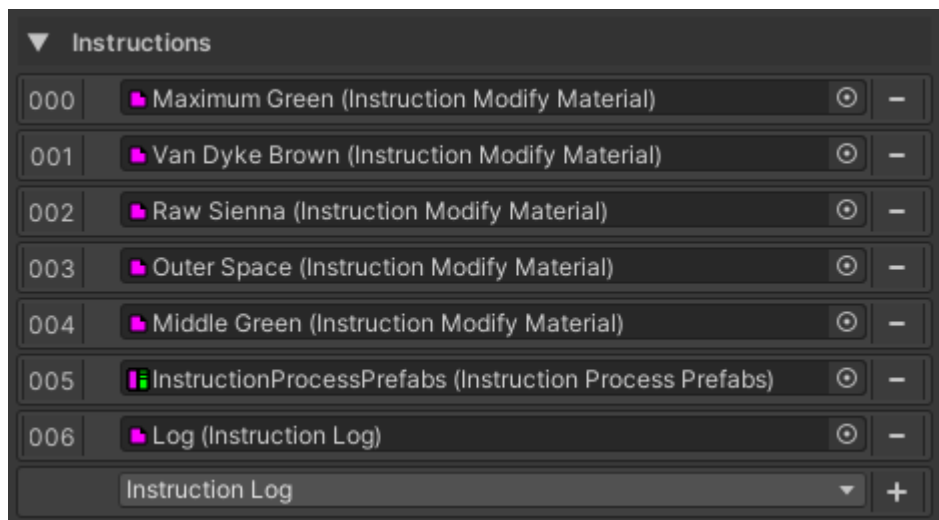 Instructions
000 Maximum Green (Instruction Modify Material)
001 Van Dyke Brown (Instruction Modify Material)
002 Raw Sienna (Instruction Modify Material)
003 Outer Space (Instruction Modify Material)
004 Middle Green (Instruction Modify Material)
005 InstructionProcessPrefabs (Instruction Process Prefabs)
006 Log (Instruction Log)
Instruction Log